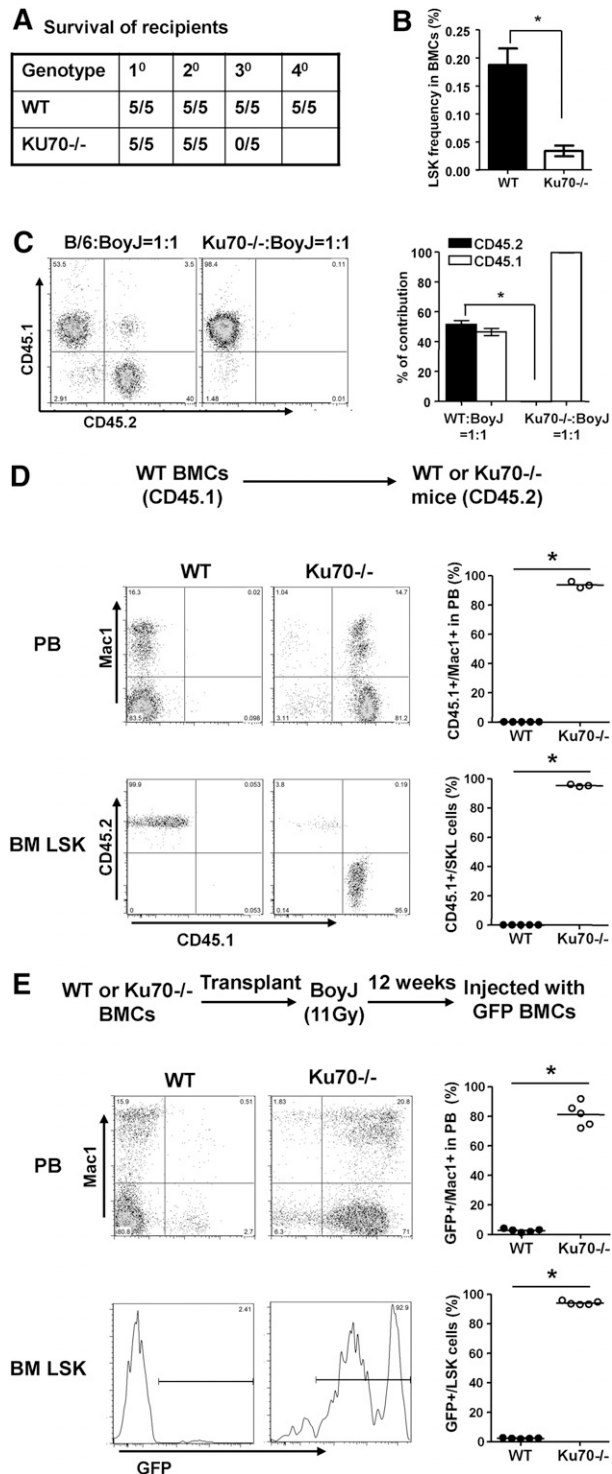 A Survival of recipients
Genotype 1⁰ 2⁰ 3⁰ 4⁰
WT 5/5 5/5 5/5 5/5
KU70-/- 5/5 5/5 0/5
B
LSK frequency in BMCs (%)
0.25
0.20
0.15
0.10
0.05
0.00
*
WT Ku70-/-
C
B/6:BoyJ=1:1 Ku70-/-:BoyJ=1:1
53.5 3.5 98.4 0.11
2.91 40 1.48 0.01
CD45.1
CD45.2
CD45.2
CD45.1
% of contribution
100
80
60
40
20
0
*
WT:BoyJ Ku70-/-:BoyJ
=1:1 =1:1
D
WT BMCs WT or Ku70-/-
(CD45.1) mice (CD45.2)
WT Ku70-/-
PB
Mac1
16.3 0.02 1.04 14.7
83.5 0.098 3.11 81.2
CD45.1+/Mac1+ in PB (%)
100
80
60
40
20
0
*
WT Ku70-/-
BM LSK
CD45.2
99.9 0.053 3.8 0.19
0 0.053 0.14 95.9
CD45.1
CD45.1+/SKL cells (%)
100
80
60
40
20
0
*
WT Ku70-/-
E
WT or Ku70-/- Transplant BoyJ 12 weeks Injected with
BMCs (11Gy) GFP BMCs
WT Ku70-/-
PB
Mac1
15.9 0.51 1.83 20.8
80.8 2.7 6.3 71
GFP+/Mac1+ in PB (%)
100
80
60
40
20
0
*
WT Ku70-/-
BM LSK
2.41 92.9
GFP
GFP+/LSK cells (%)
100
80
60
40
20
0
*
WT Ku70-/-